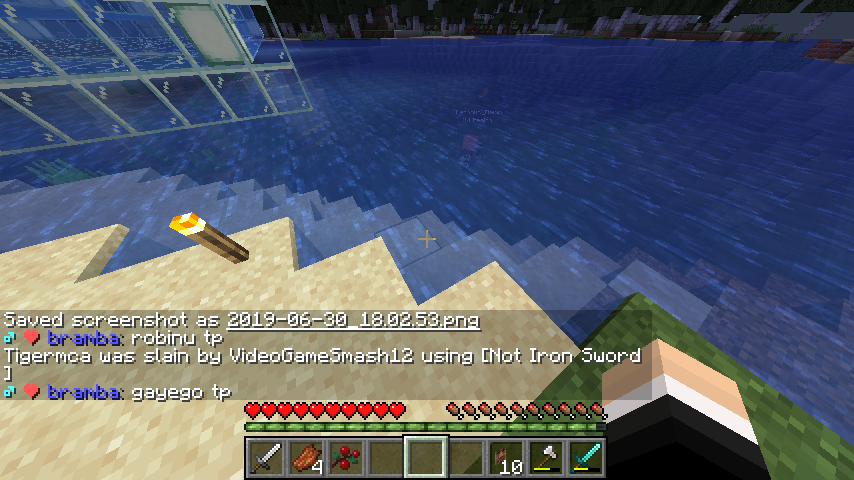 Saved screenshot as 2019-06-30_18.02.53.png
bramba: robinu tp
Tigermca was slain by VideoGameSmash12 using [Not Iron Sword
]
bramba: gayego tp
4
10